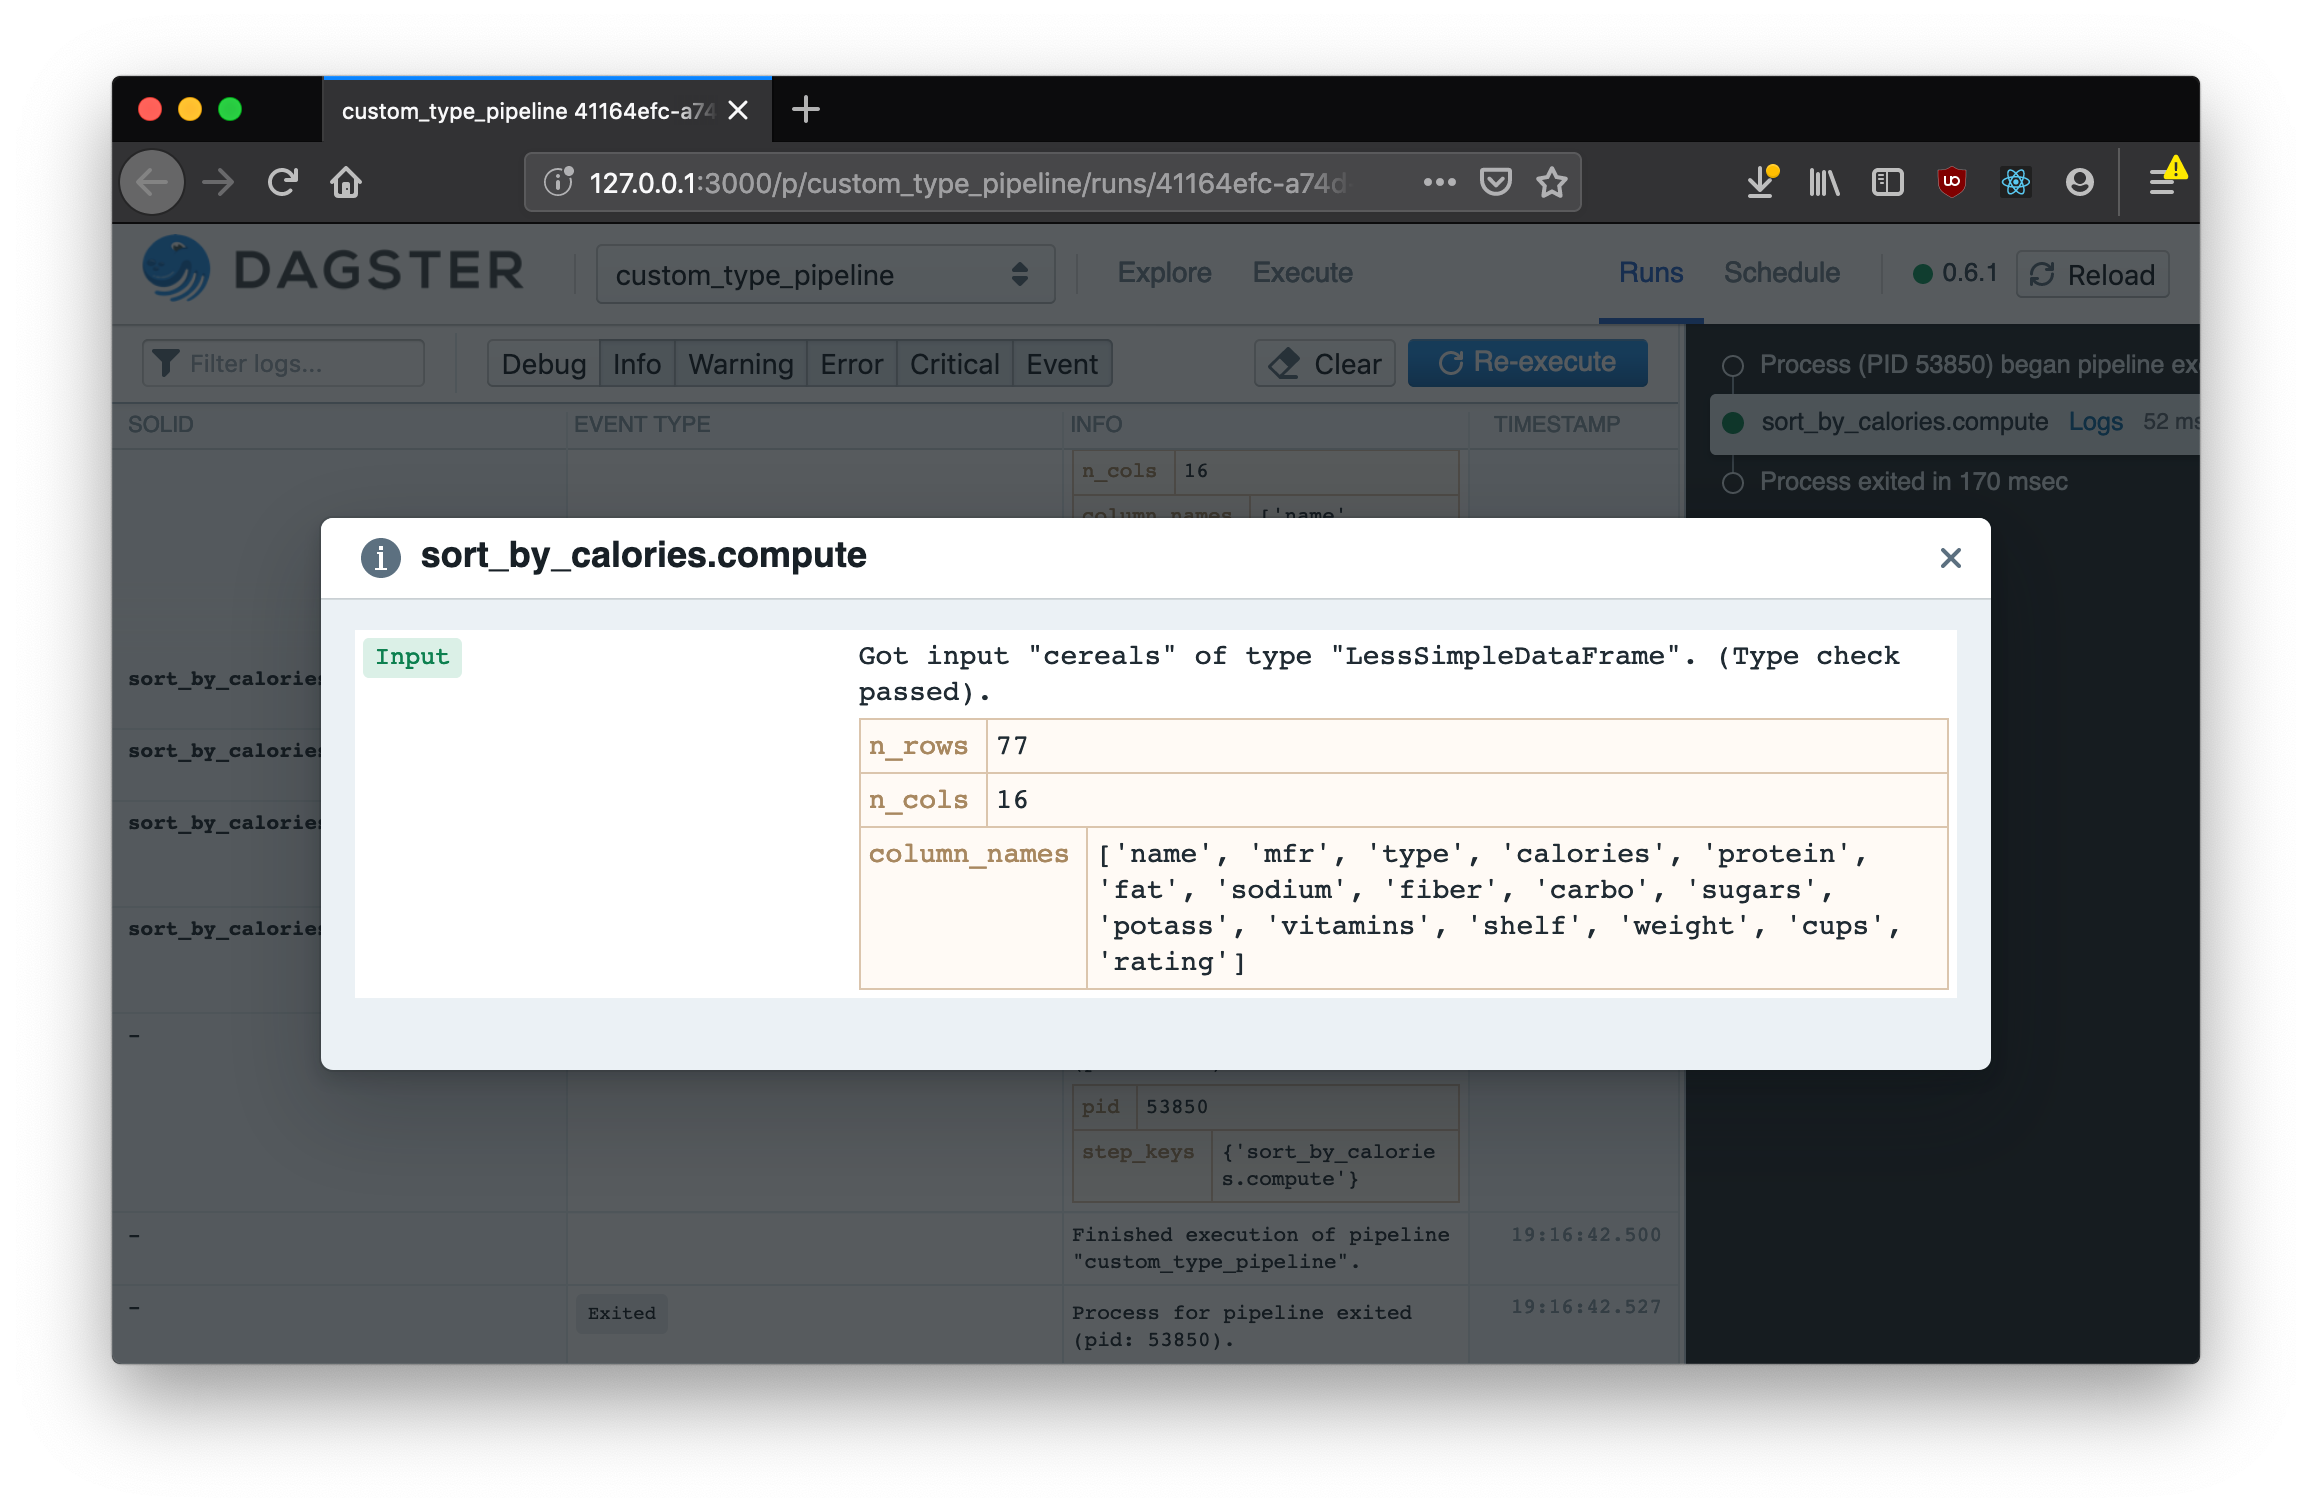 custom_type_pipeline 41164efc-a74
127.0.0.1:3000/p/custom_type_pipeline/runs/41164efc-a74d
DAGSTER custom_type_pipeline Explore Execute Runs Schedule 0.6.1 Reload
Filter logs... Debug Info Warning Error Critical Event Clear Re-execute
Process (PID 53850) began pipeline ex
SOLID EVENT TYPE INFO TIMESTAMP
sort_by_calories.compute Logs 52 ms
n_cols 16
Process exited in 170 msec
column_names ['name',
sort_by_calories.compute
Input
Got input "cereals" of type "LessSimpleDataFrame". (Type check
passed).
n_rows 77
n_cols 16
column_names ['name', 'mfr', 'type', 'calories', 'protein',
'fat', 'sodium', 'fiber', 'carbo', 'sugars',
'potass', 'vitamins', 'shelf', 'weight', 'cups',
'rating']
sort_by_calories
sort_by_calories
sort_by_calories
sort_by_calories
-
pid 53850
step_keys {'sort_by_calorie
s.compute'}
- Finished execution of pipeline 19:16:42.500
"custom_type_pipeline".
- Exited Process for pipeline exited 19:16:42.527
(pid: 53850).